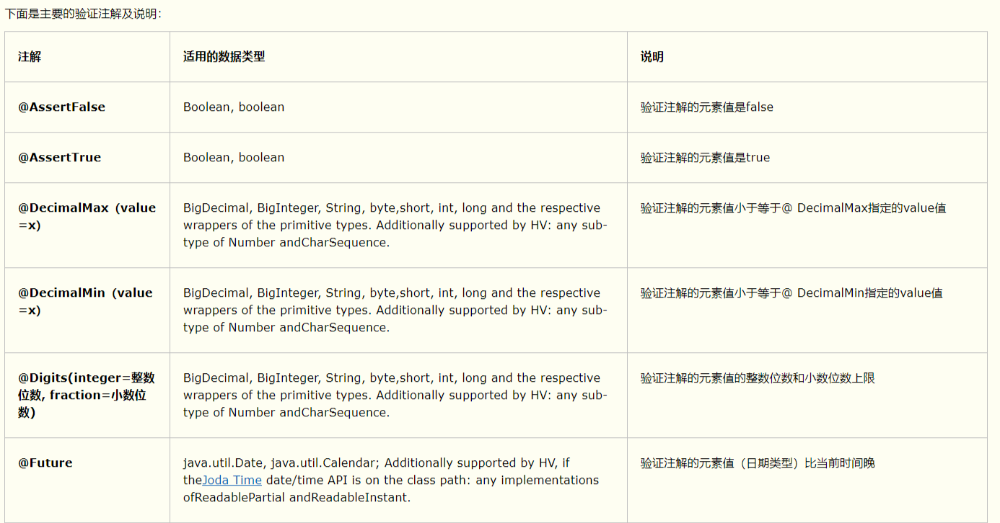 下面是主要的验证注解及说明：
注解
适用的数据类型
说明
@AssertFalse
Boolean, boolean
验证注解的元素值是false
@AssertTrue
Boolean, boolean
验证注解的元素值是true
@DecimalMax（value
=x)
BigDecimal, BigInteger, String, byte,short, int, long and the respective
wrappers of the primitive types. Additionally supported by HV: any sub-
type of Number andCharSequence.
验证注解的元素值小于等于@ DecimalMax指定的value值
@DecimalMin（value
=x)
BigDecimal, BigInteger, String, byte,short, int, long and the respective
wrappers of the primitive types. Additionally supported by HV: any sub-
type of Number andCharSequence.
验证注解的元素值小于等于@ DecimalMin指定的value值
@Digits(integer=整数
位数, fraction=小数位
数)
BigDecimal, BigInteger, String, byte,short, int, long and the respective
wrappers of the primitive types. Additionally supported by HV: any sub-
type of Number andCharSequence.
验证注解的元素值的整数位数和小数位数上限
@Future
java.util.Date, java.util.Calendar; Additionally supported by HV, if
theJoda Time date/time API is on the class path: any implementations
ofReadablePartial andReadableInstant.
验证注解的元素值（日期类型）比当前时间晚